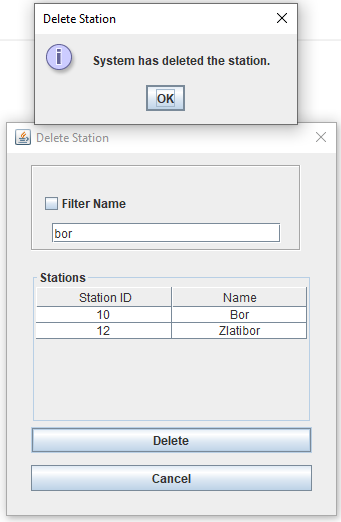 Delete Station
System has deleted the station.
OK
Delete Station
Filter Name
bor
Stations
Station ID Name
10 Bor
12 Zlatibor
Delete
Cancel